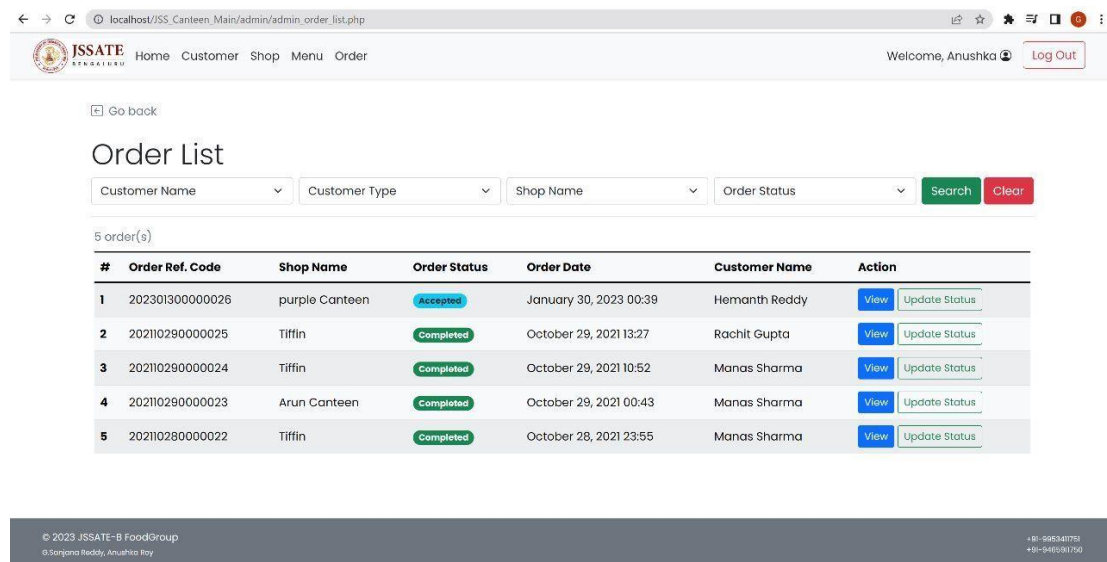 localhost/JSS_Canteen_Main/admin/admin_order_list.php
G
JSSATE
BENGALURU
Home Customer Shop Menu Order
Welcome, Anushka
Log Out
Go back
Order List
Customer Name Customer Type Shop Name Order Status Search Clear
5 order(s)
# Order Ref. Code Shop Name Order Status Order Date Customer Name Action
1 202301300000026 purple Canteen Accepted January 30, 2023 00:39 Hemanth Reddy View Update Status
2 202110290000025 Tiffin Completed October 29, 2021 13:27 Rachit Gupta View Update Status
3 202110290000024 Tiffin Completed October 29, 2021 10:52 Manas Sharma View Update Status
4 202110290000023 Arun Canteen Completed October 29, 2021 00:43 Manas Sharma View Update Status
5 202110280000022 Tiffin Completed October 28, 2021 23:55 Manas Sharma View Update Status
© 2023 JSSATE-B FoodGroup
G.Sanjana Reddy, Anushka Roy
+91-9953411751
+91-9465911750